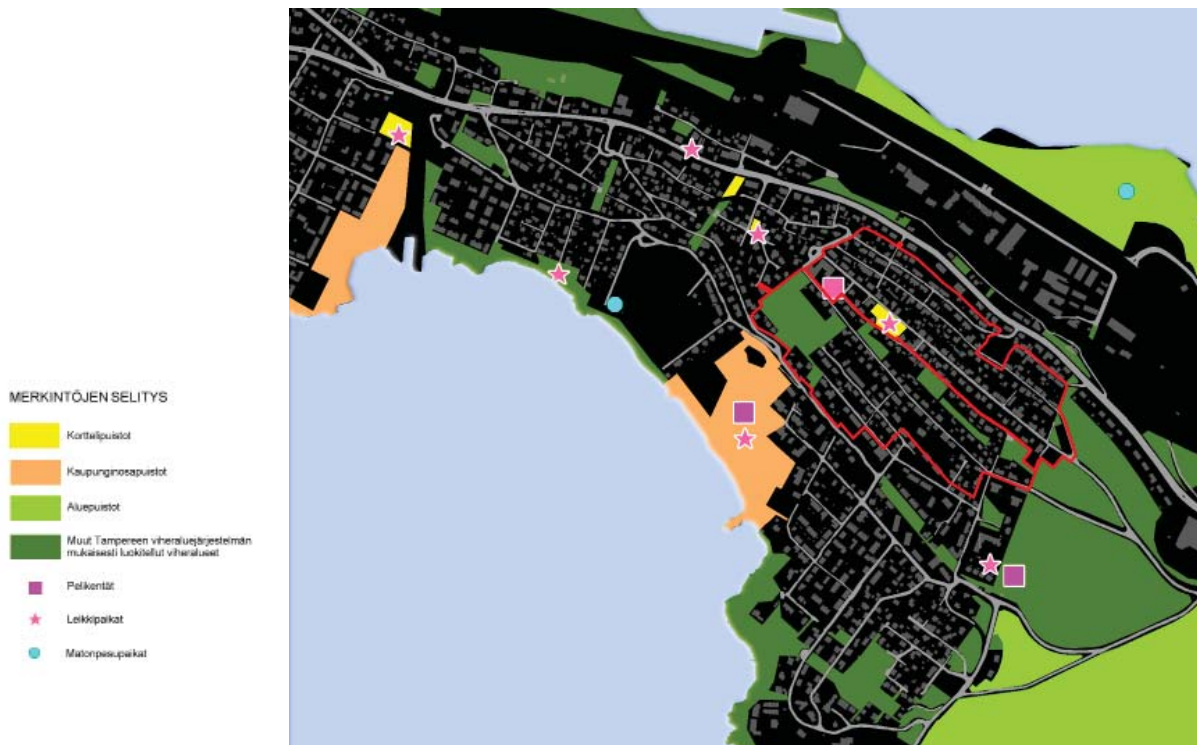 MERKINTÖJEN SELITYS
Korttelipuistot
Kaupunginosapuistot
Aluepuistot
Muut Tampereen viheraluejärjestelmän
mukaisesti luokitellut viheralueet
Pelikentät
Leikkipaikat
Matonpesupaikat